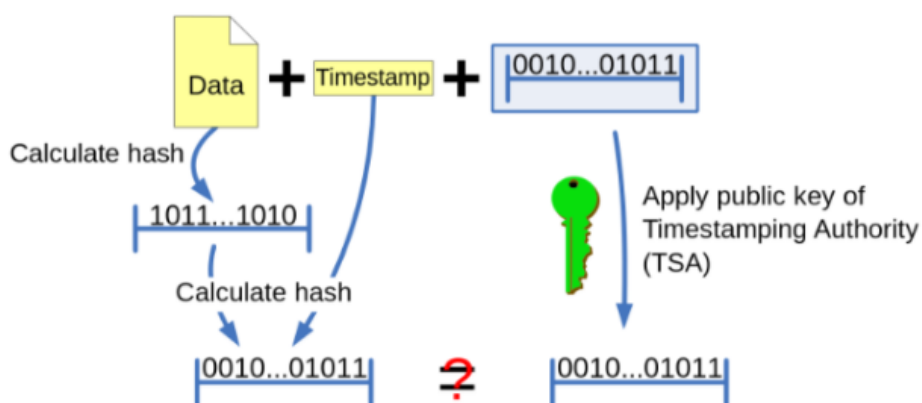 Data
Timestamp
0010...01011
Calculate hash
1011...1010
Apply public key of
Timestamping Authority
(TSA)
Calculate hash
0010...01011
=
?
0010...01011